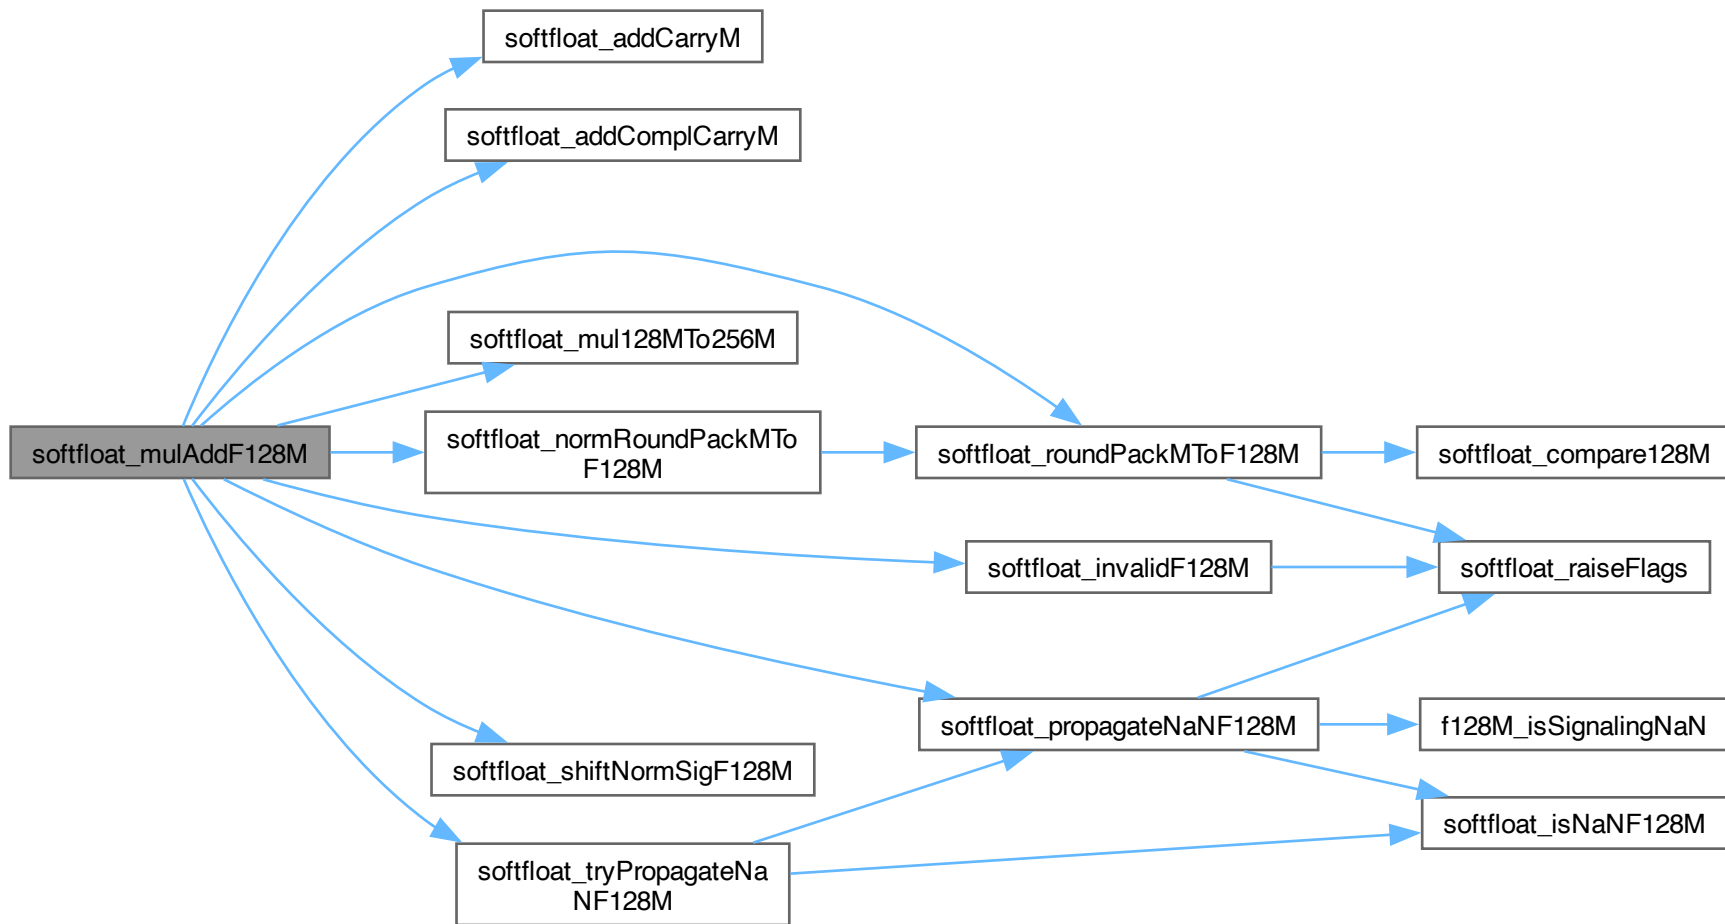 softfloat_addCarryM
softfloat_addComplCarryM
softfloat_mul128MTo256M
softfloat_mulAddF128M
softfloat_normRoundPackMTo
F128M
softfloat_roundPackMToF128M
softfloat_compare128M
softfloat_invalidF128M
softfloat_raiseFlags
softfloat_propagateNaNF128M
f128M_isSignalingNaN
softfloat_shiftNormSigF128M
softfloat_isNaNF128M
softfloat_tryPropagateNa
NF128M